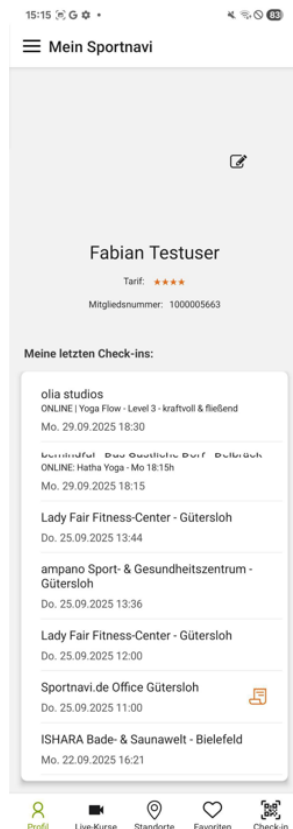 15:15
83
Mein Sportnavi
Fabian Testuser
Tarif: ★★★★
Mitgliedsnummer: 1000005663
Meine letzten Check-ins:
olia studios
ONLINE | Yoga Flow - Level 3 - kraftvoll & fließend
Mo. 29.09.2025 18:30
ONLINE: Hatha Yoga - Mo 18:15h
Mo. 29.09.2025 18:15
Lady Fair Fitness-Center - Gütersloh
Do. 25.09.2025 13:44
ampano Sport- & Gesundheitszentrum -
Gütersloh
Do. 25.09.2025 13:36
Lady Fair Fitness-Center - Gütersloh
Do. 25.09.2025 12:00
Sportnavi.de Office Gütersloh
Do. 25.09.2025 11:00
ISHARA Bade- & Saunawelt - Bielefeld
Mo. 22.09.2025 16:21
Profil Live-Kurse Standorte Favoriten Check-in